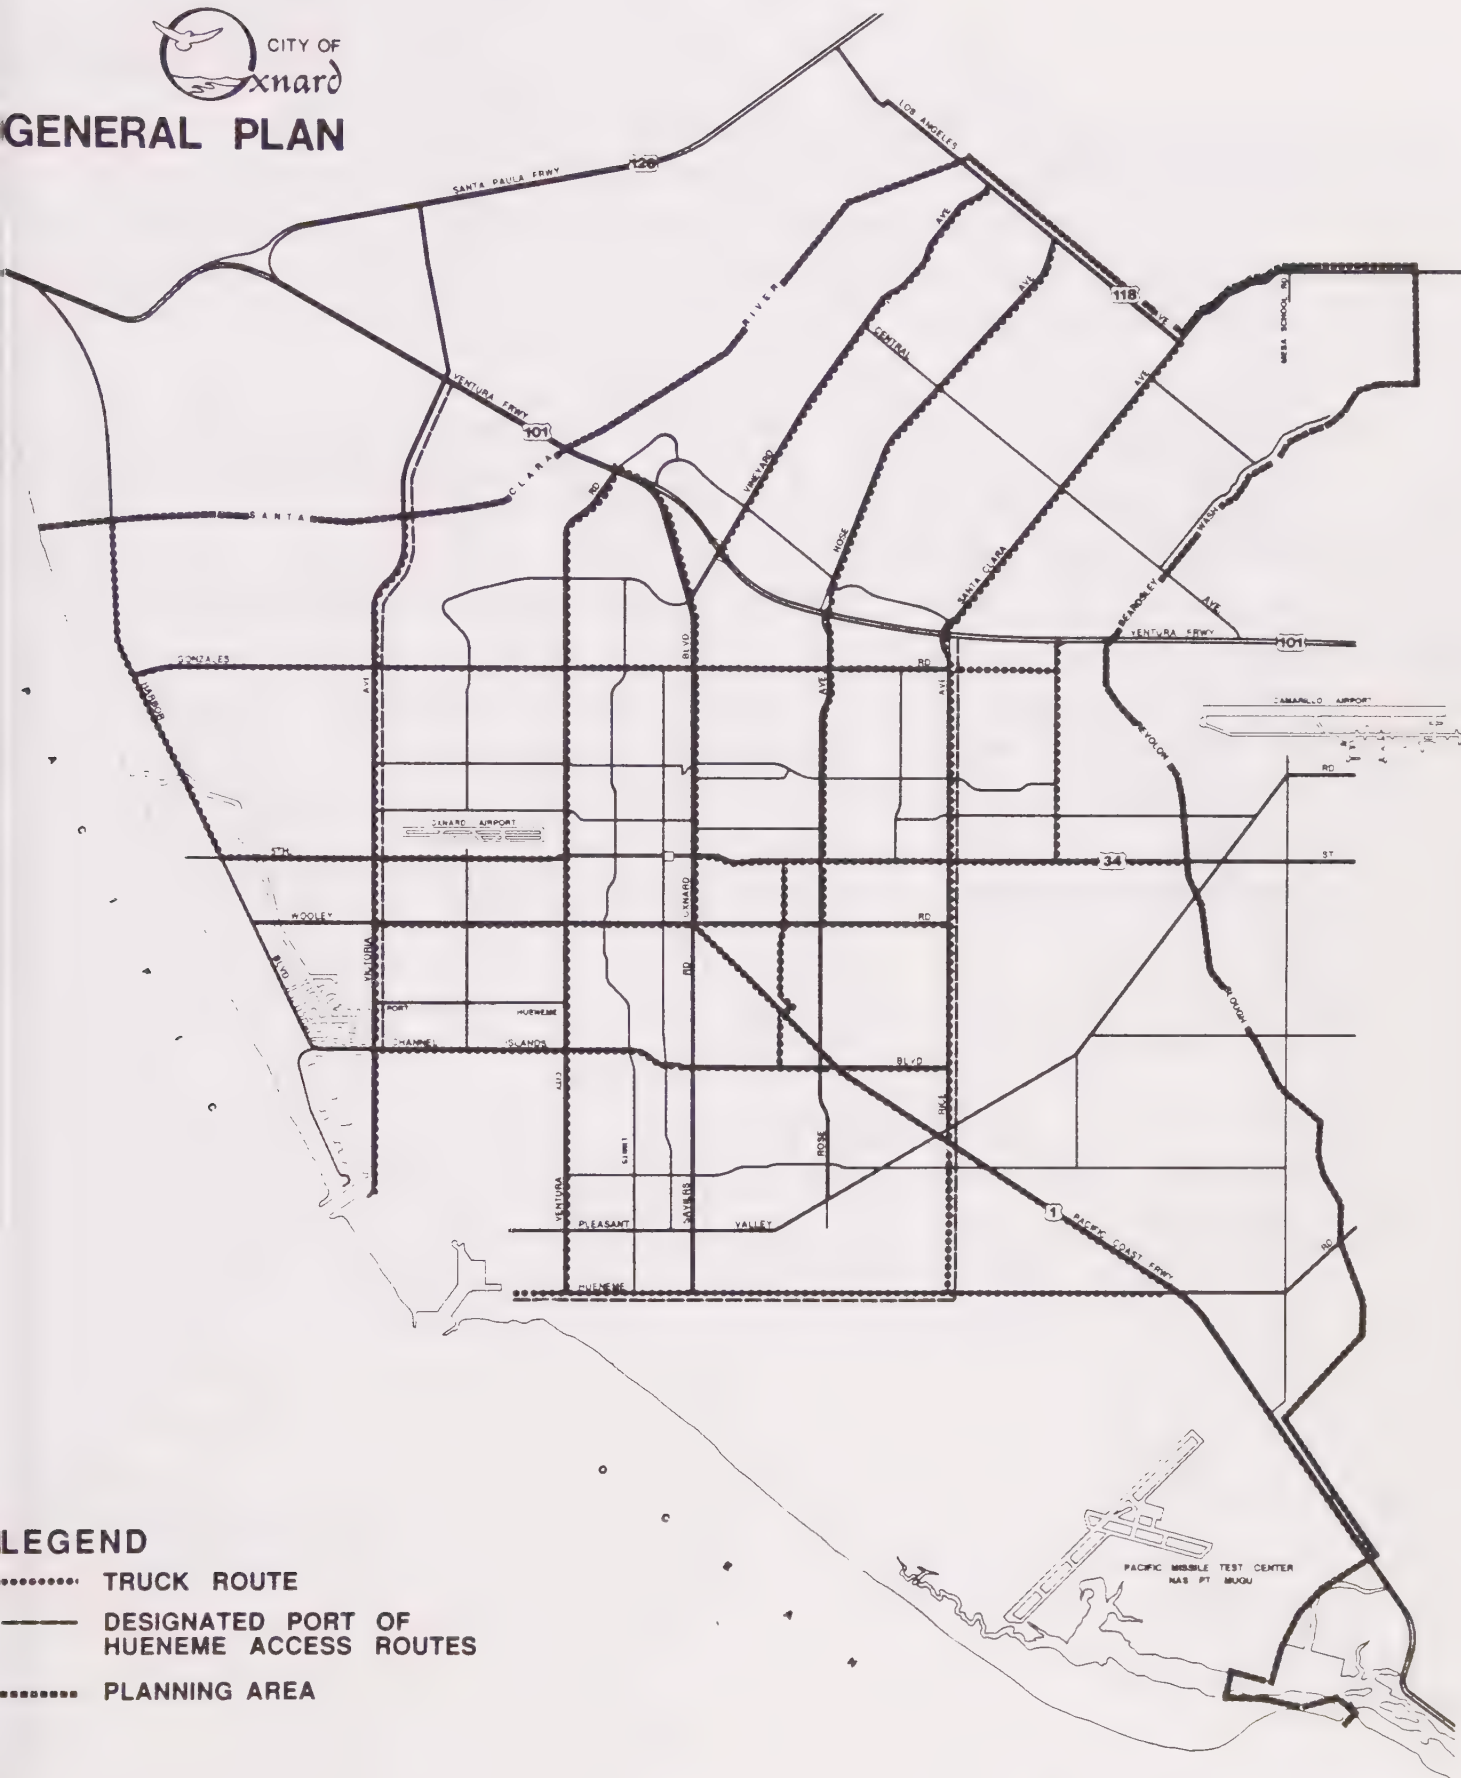 CITY OF
Oxnard
GENERAL PLAN
LOS ANGELES
AVE
SANTA PAULA FRWY
126
118
RIVER
AVE
AVE
CENTRAL
MESA SCHOOL RD
VENTURA FRWY
101
CLARA
SANTA
RD
VINEYARD
ROSE
AVE
SANTA CLARA
WASH
BEARDSLEY
AVE
VENTURA FRWY
101
GONZALES
RD
BLVD
AVE
AVE
AVE
HARBOR
CAMARILLO AIRPORT
REVOLON
RD
OXNARD AIRPORT
5TH
34
ST
WOOLEY
OXNARD
RD
VICTORIA
BLVD
RD
PORT
HUENEME
SLOUGH
CHANNEL
ISLANDS
BLVD
ROSE
VENTURA
SAVIERS
PLEASANT
VALLEY
1
PACIFIC COAST FRWY
RD
HUENEME
PACIFIC
OCEAN
PACIFIC MISSILE TEST CENTER
NAS PT MUGU
LEGEND
TRUCK ROUTE
DESIGNATED PORT OF
HUENEME ACCESS ROUTES
PLANNING AREA